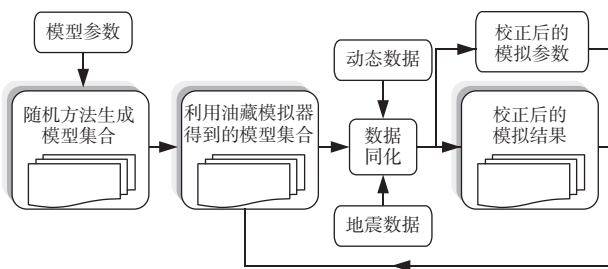 模型参数
随机方法生成
模型集合
利用油藏模拟器
得到的模型集合
动态数据
数据
同化
地震数据
校正后的
模拟参数
校正后的
模拟结果